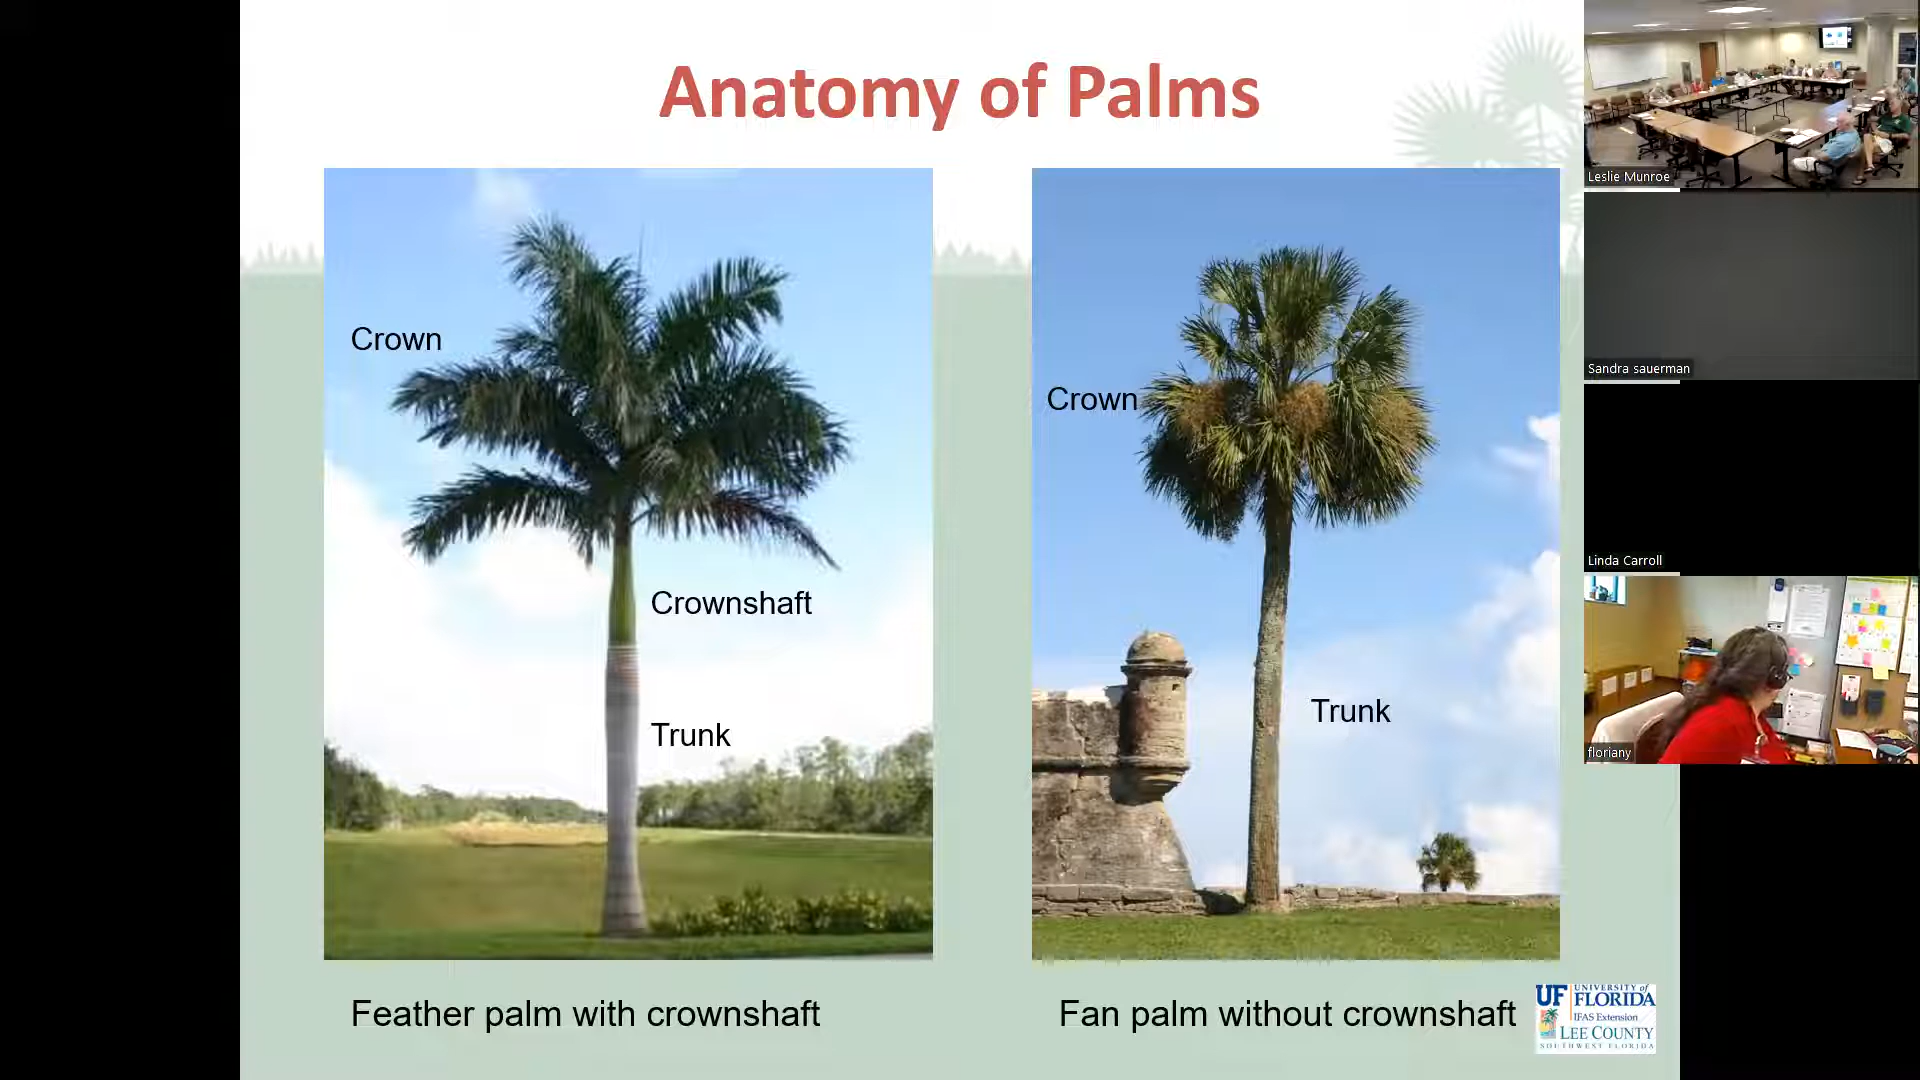 Anatomy of Palms
Crown
Crownshaft
Trunk
Crown
Trunk
Feather palm with crownshaft
Fan palm without crownshaft
UF UNIVERSITY of
FLORIDA
IFAS Extension
LEE COUNTY
SOUTHWEST FLORIDA
Leslie Munroe
Sandra sauerman
Linda Carroll
floriany